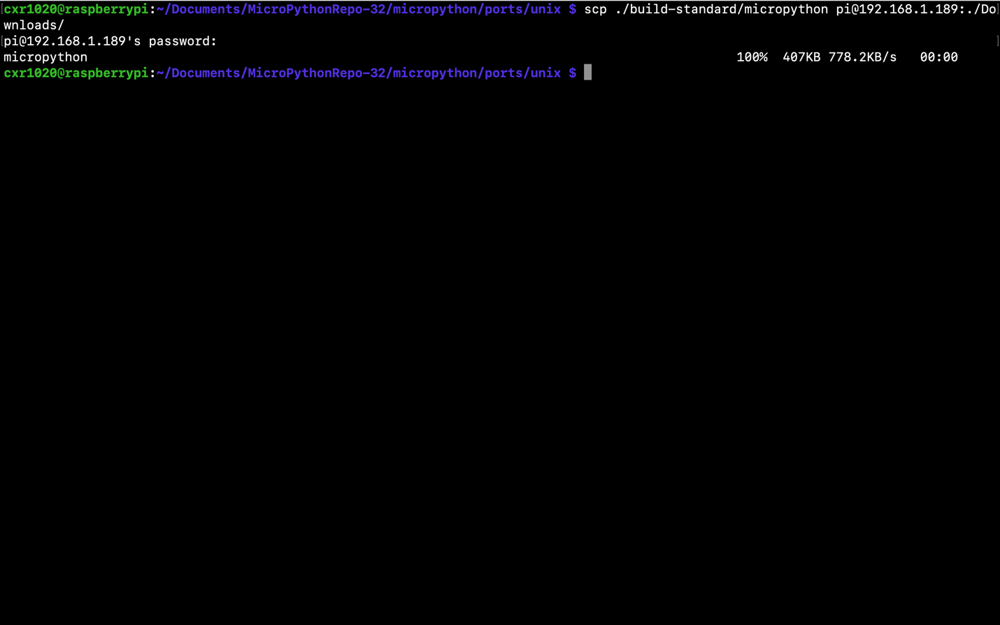 cxr1020@raspberrypi:~/Documents/MicroPythonRepo-32/micropython/ports/unix $ scp ./build-standard/micropython pi@192.168.1.189:./Do
wnloads/
pi@192.168.1.189's password:
micropython 100% 407KB 778.2KB/s 00:00
cxr1020@raspberrypi:~/Documents/MicroPythonRepo-32/micropython/ports/unix $